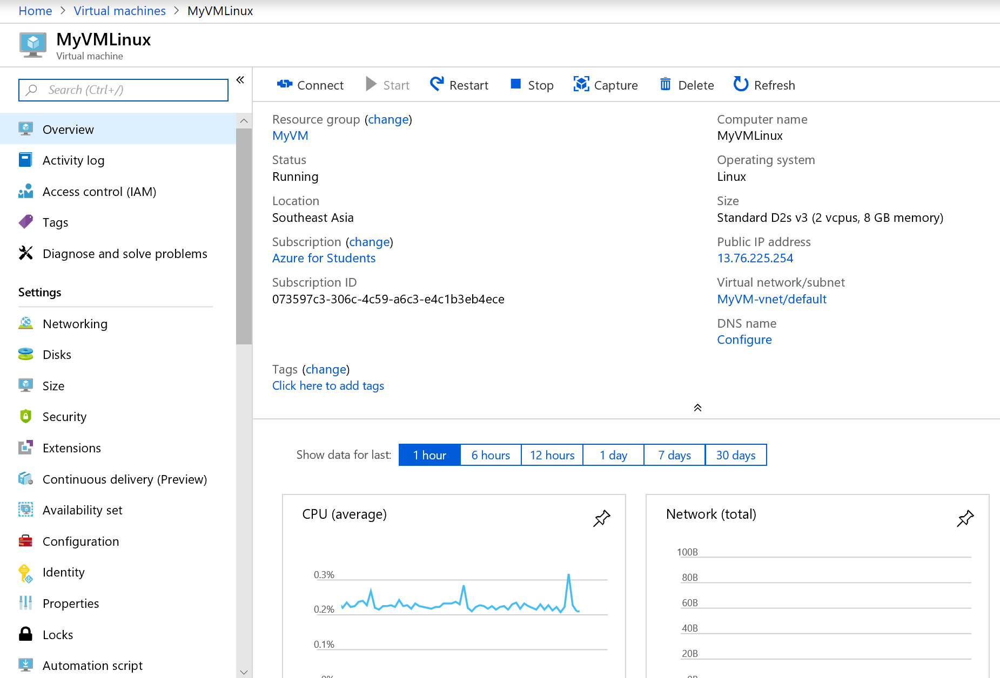 Home > Virtual machines > MyVMLinux
MyVMLinux
Virtual machine
Search (Ctrl+/)
«
Overview
Activity log
Access control (IAM)
Tags
Diagnose and solve problems
Settings
Networking
Disks
Size
Security
Extensions
Continuous delivery (Preview)
Availability set
Configuration
Identity
Properties
Locks
Automation script
Connect Start Restart Stop Capture Delete Refresh
Resource group (change)
MyVM
Status
Running
Location
Southeast Asia
Subscription (change)
Azure for Students
Subscription ID
073597c3-306c-4c59-a6c3-e4c1b3eb4ece
Computer name
MyVMLinux
Operating system
Linux
Size
Standard D2s v3 (2 vcpus, 8 GB memory)
Public IP address
13.76.225.254
Virtual network/subnet
MyVM-vnet/default
DNS name
Configure
Tags (change)
Click here to add tags
Show data for last: 1 hour 6 hours 12 hours 1 day 7 days 30 days
CPU (average)
0.3%
0.2%
0.1%
Network (total)
100B
80B
60B
40B
20B